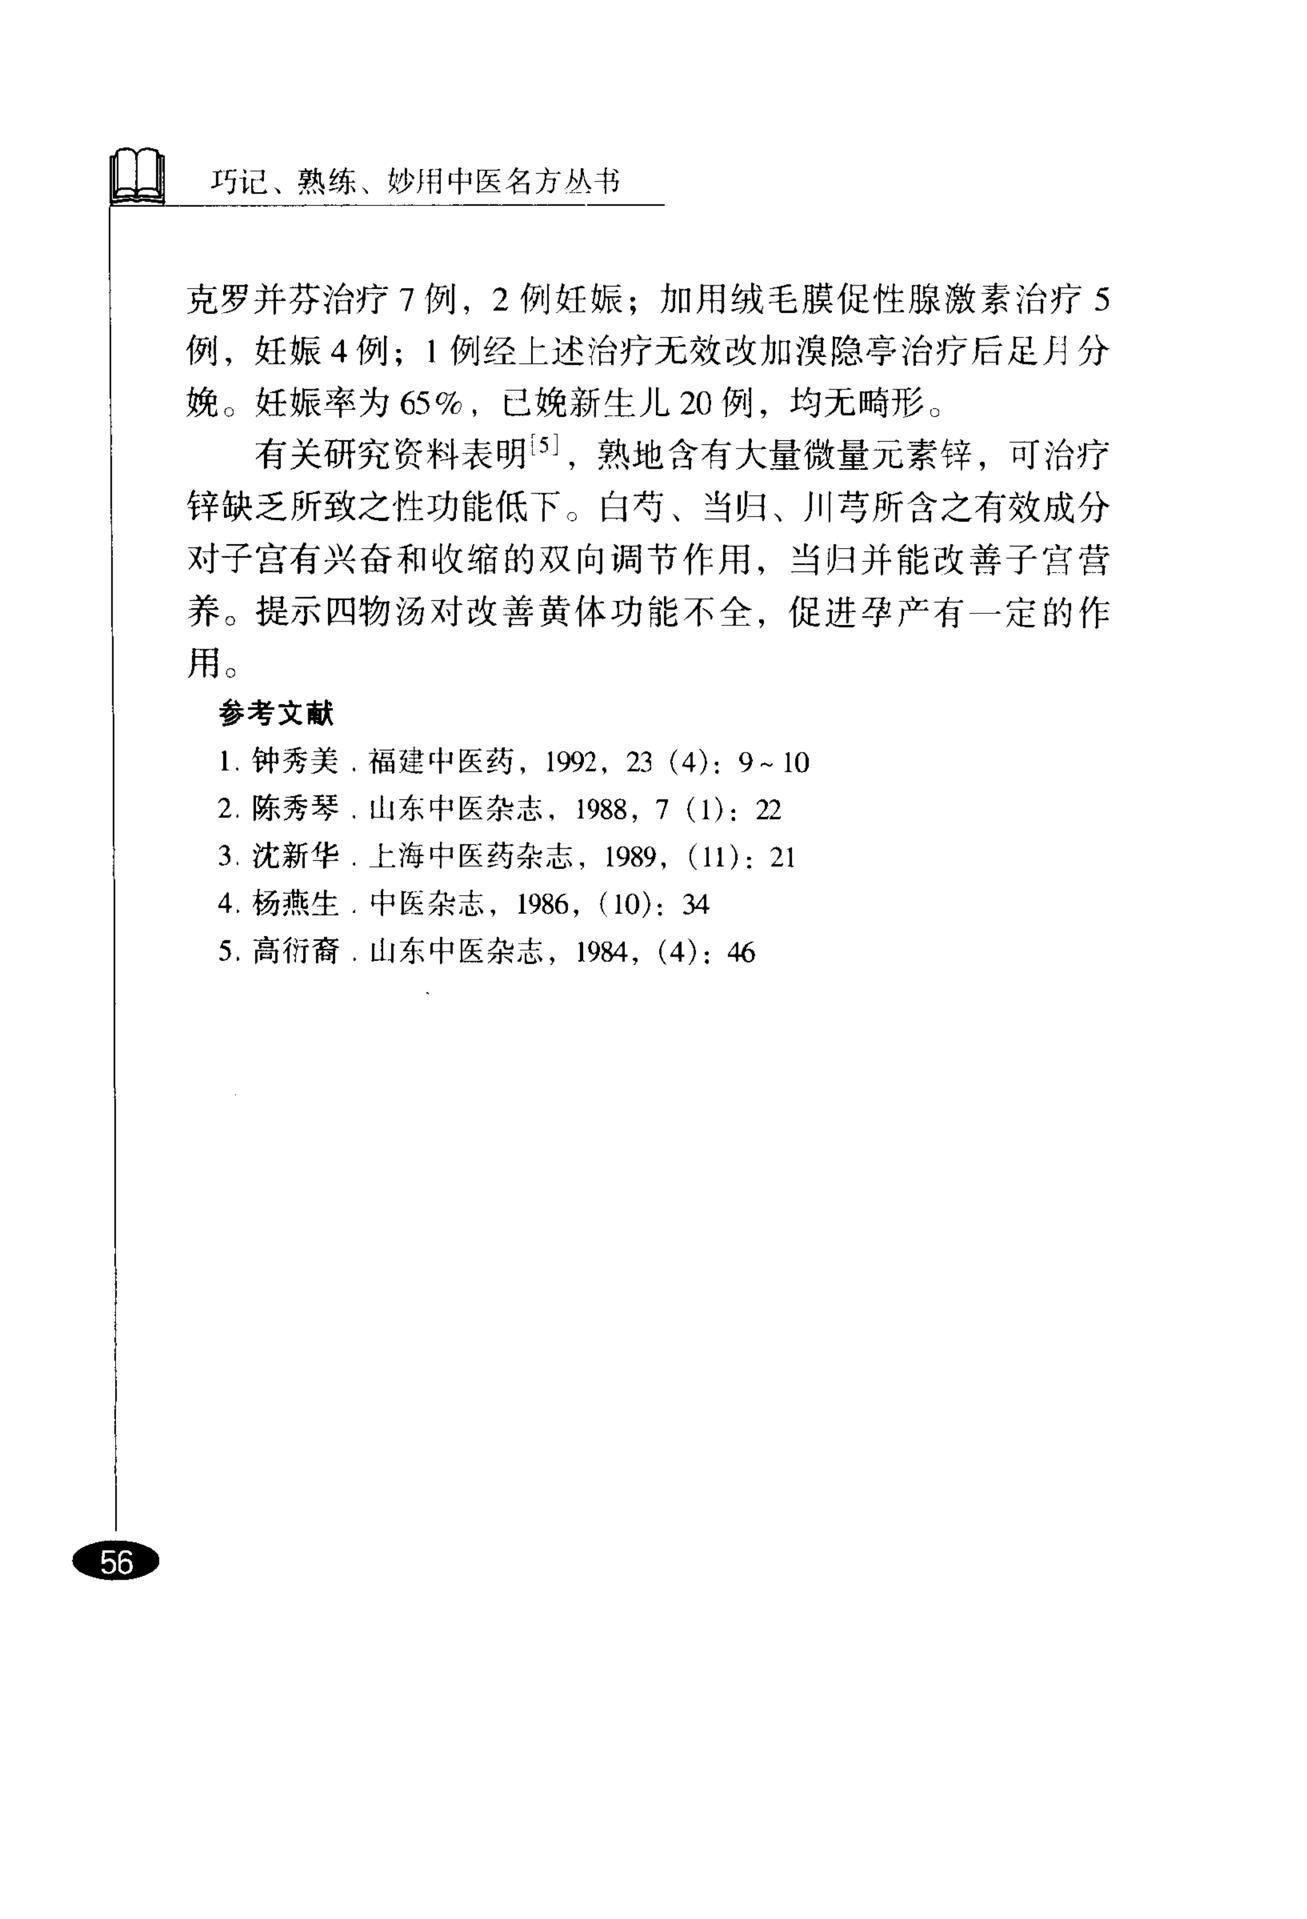 巧记、熟练、妙用中医名方丛书
克罗并芬治疗 7 例，2 例妊娠；加用绒毛膜促性腺激素治疗 5
例，妊娠 4 例；1 例经上述治疗无效改加溴隐亭治疗后足月分
娩。妊娠率为 65%，已娩新生儿 20 例，均无畸形。
有关研究资料表明[5]，熟地含有大量微量元素锌，可治疗
锌缺乏所致之性功能低下。白芍、当归、川芎所含之有效成分
对子宫有兴奋和收缩的双向调节作用，当归并能改善子宫营
养。提示四物汤对改善黄体功能不全，促进孕产有一定的作
用。
参考文献
1. 钟秀美．福建中医药，1992，23（4）：9~10
2. 陈秀琴．山东中医杂志，1988，7（1）：22
3. 沈新华．上海中医药杂志，1989，（11）：21
4. 杨燕生．中医杂志，1986，（10）：34
5. 高衍裔．山东中医杂志，1984，（4）：46
56